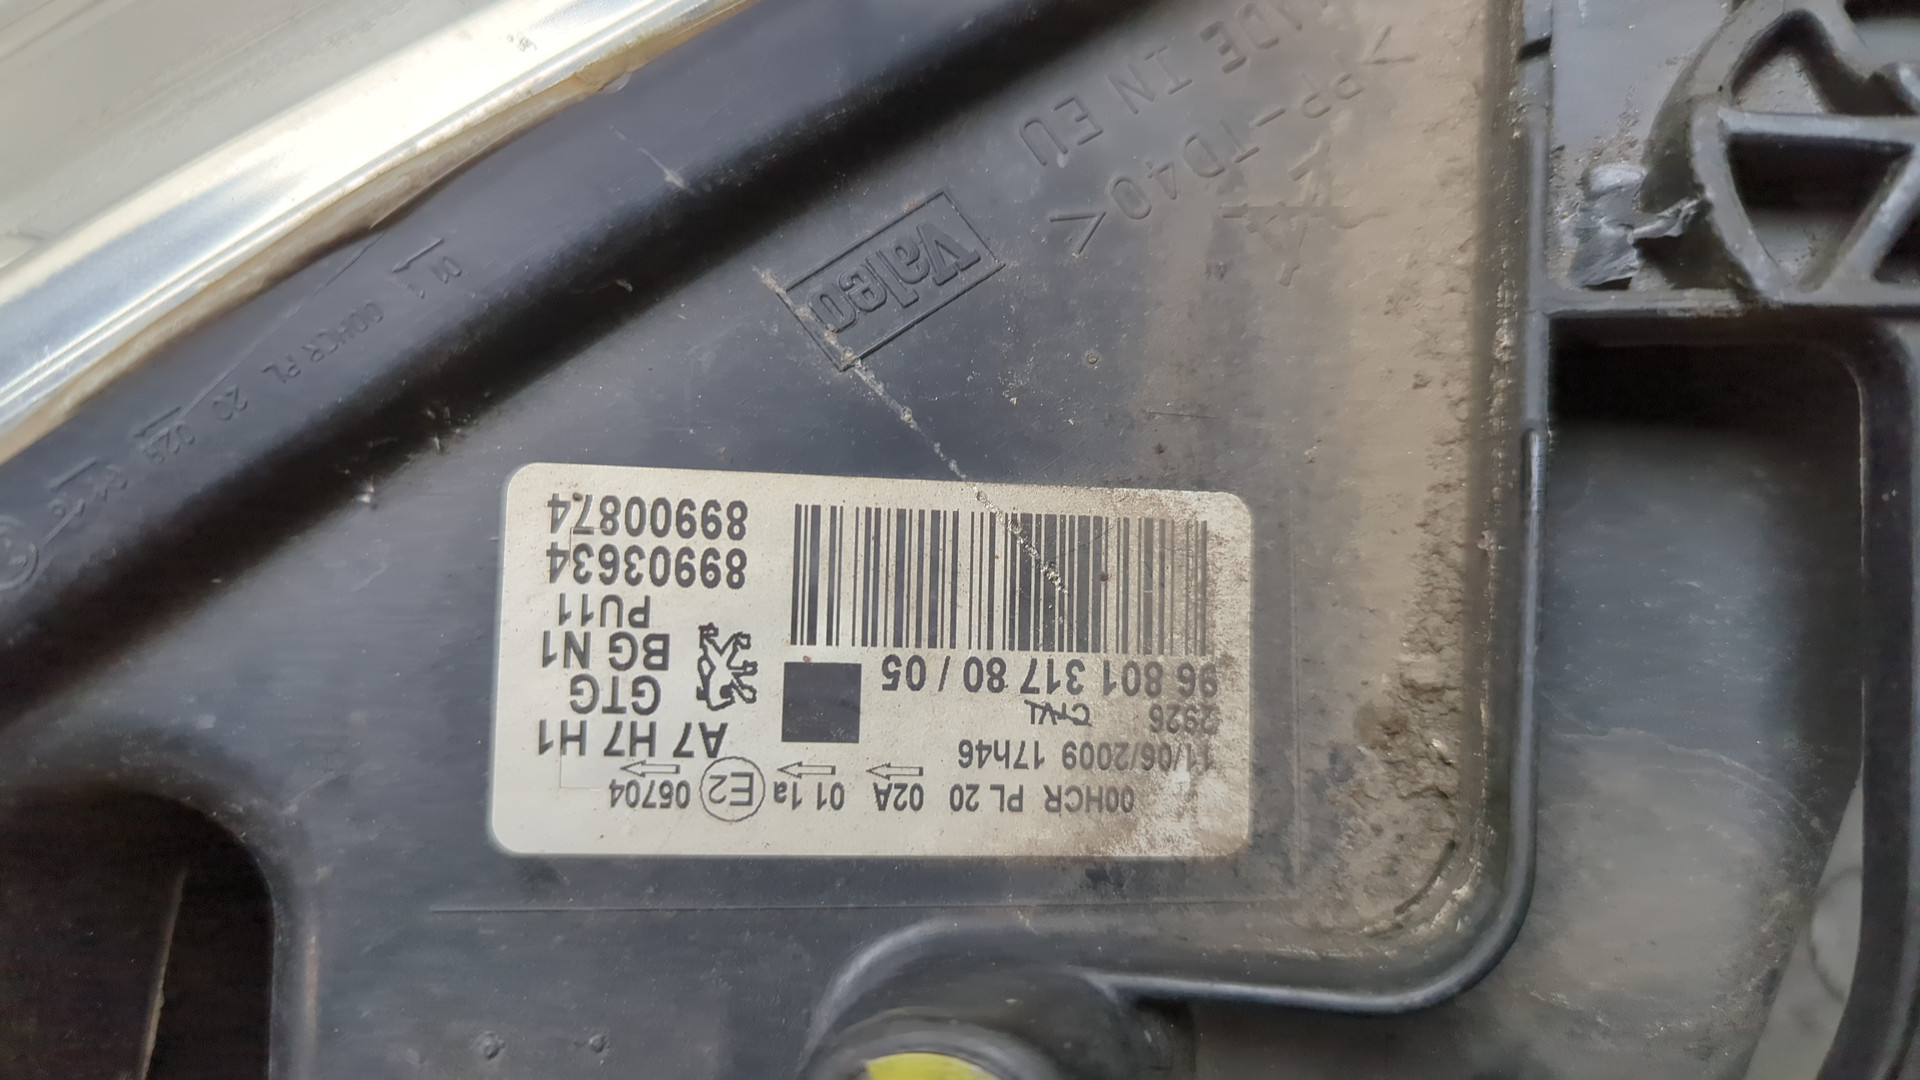 00HCR PL 20 02A 01 1a E2 06704
11/06/2009 17h46
2926
96 801 317 80 / 05
A7 H7 H1
GTG
BG N1
PU11
89903634
89900874
Valeo
MADE IN EU
>PP-TD40<
00HCR PL 20 02A